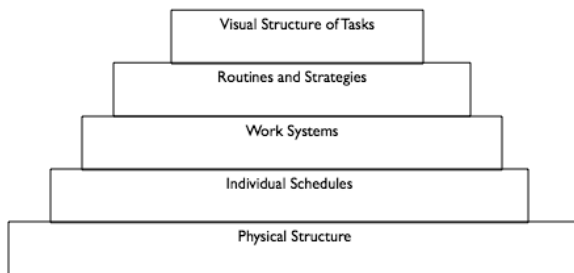 Visual Structure of Tasks
Routines and Strategies
Work Systems
Individual Schedules
Physical Structure